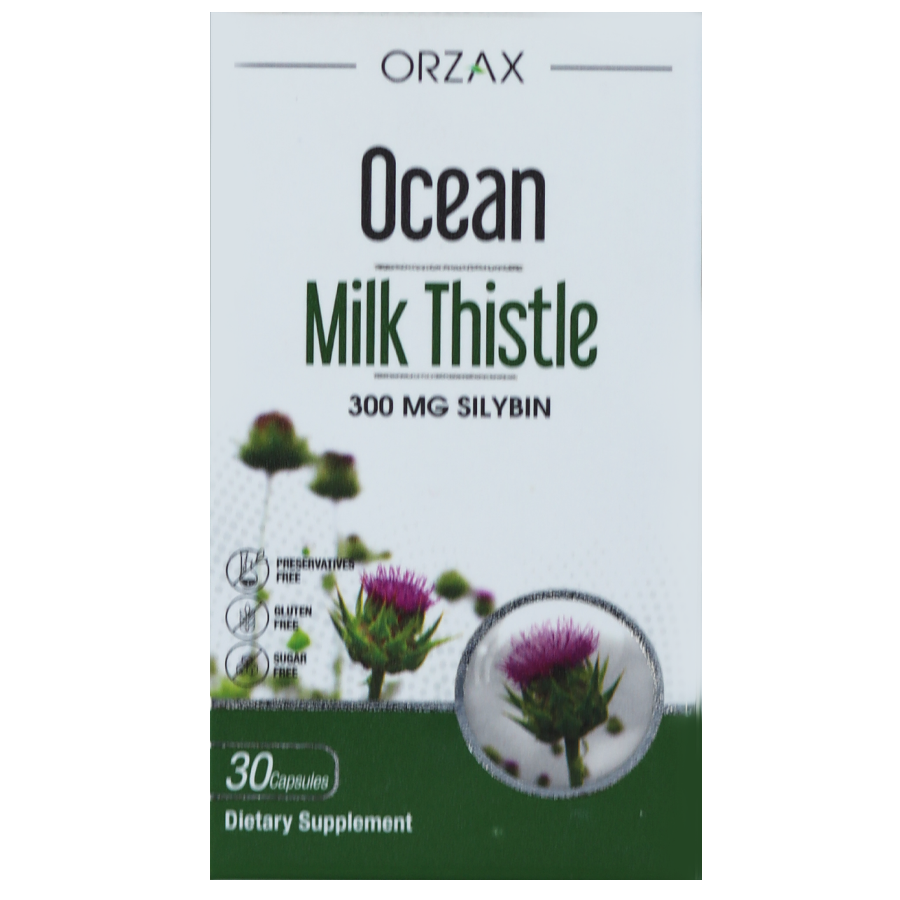 ORZAX
Ocean
Milk Thistle
300 MG SILYBIN
PRESERVATIVES
FREE
GLUTEN
FREE
SUGAR
FREE
30Capsules
Dietary Supplement